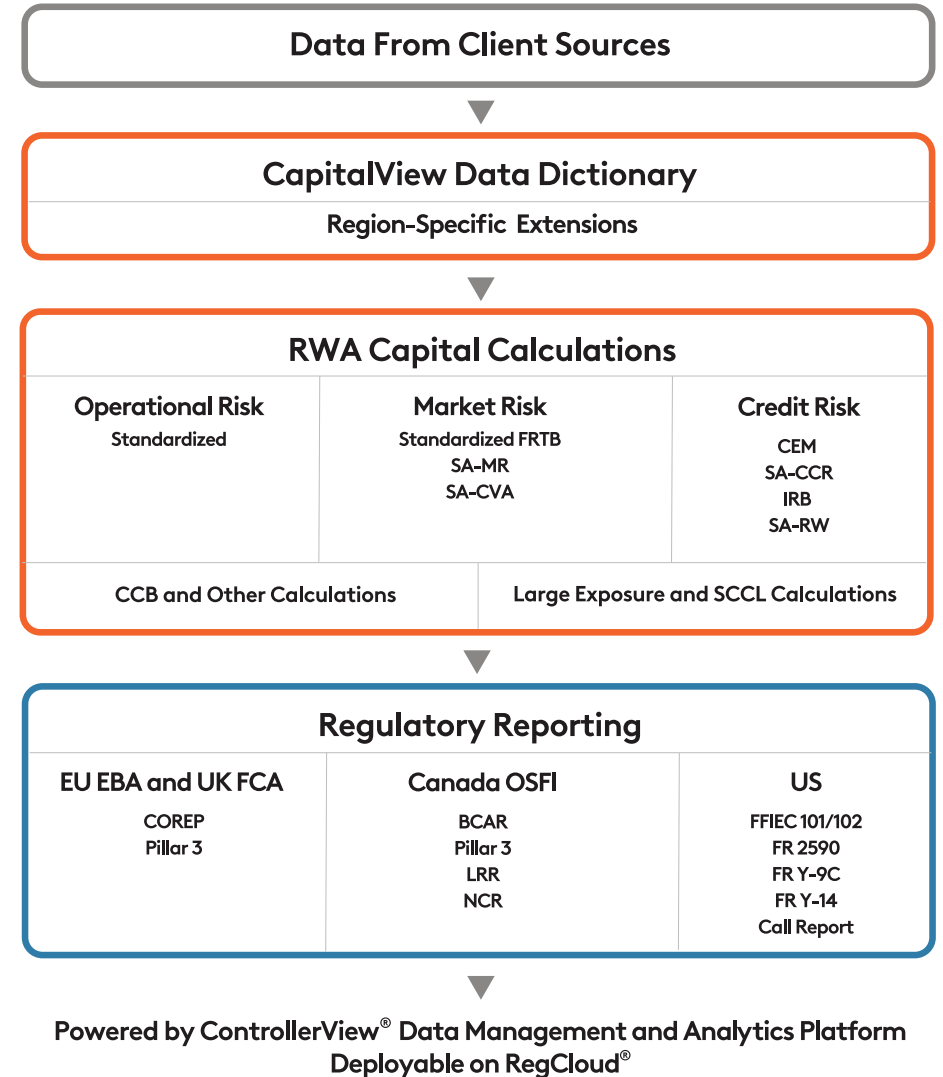 Data From Client Sources
CapitalView Data Dictionary
Region-Specific Extensions
RWA Capital Calculations
Operational Risk
Standardized
Market Risk
Standardized FRTB
SA-MR
SA-CVA
Credit Risk
CEM
SA-CCR
IRB
SA-RW
CCB and Other Calculations
Large Exposure and SCCL Calculations
Regulatory Reporting
EU EBA and UK FCA
COREP
Pillar 3
Canada OSFI
BCAR
Pillar 3
LRR
NCR
US
FFIEC 101/102
FR 2590
FR Y-9C
FR Y-14
Call Report
Powered by ControllerView® Data Management and Analytics Platform
Deployable on RegCloud®